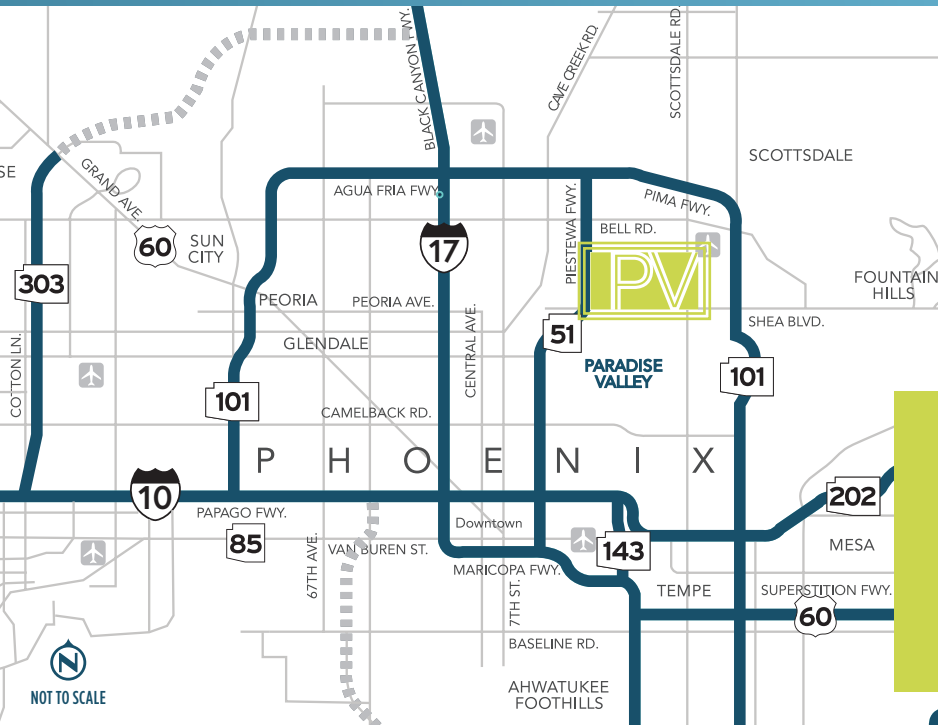 BLACK CANYON FWY.
CAVE CREEK RD.
SCOTTSDALE RD.
SCOTTSDALE
SE
GRAND AVE.
AGUA FRIA FWY.
PIESTEWA FWY.
PIMA FWY.
60
SUN
CITY
17
BELL RD.
PV
303
FOUNTAIN
HILLS
PEORIA
PEORIA AVE.
CENTRAL AVE.
SHEA BLVD.
51
GLENDALE
COTTON LN.
PARADISE
VALLEY
101
101
CAMELBACK RD.
PHOENIX
10
202
PAPAGO FWY.
Downtown
85
67TH AVE.
VAN BUREN ST.
143
MESA
MARICOPA FWY.
7TH ST.
TEMPE
SUPERSTITION FWY.
60
BASELINE RD.
N
NOT TO SCALE
AHWATUKEE
FOOTHILLS